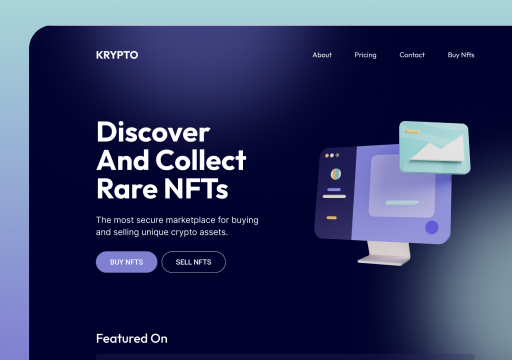 KRYPTO
About
Pricing
Contact
Buy Nfts
Discover
And Collect
Rare NFTs
The most secure marketplace for buying
and selling unique crypto assets.
BUY NFTS
SELL NFTS
Featured On